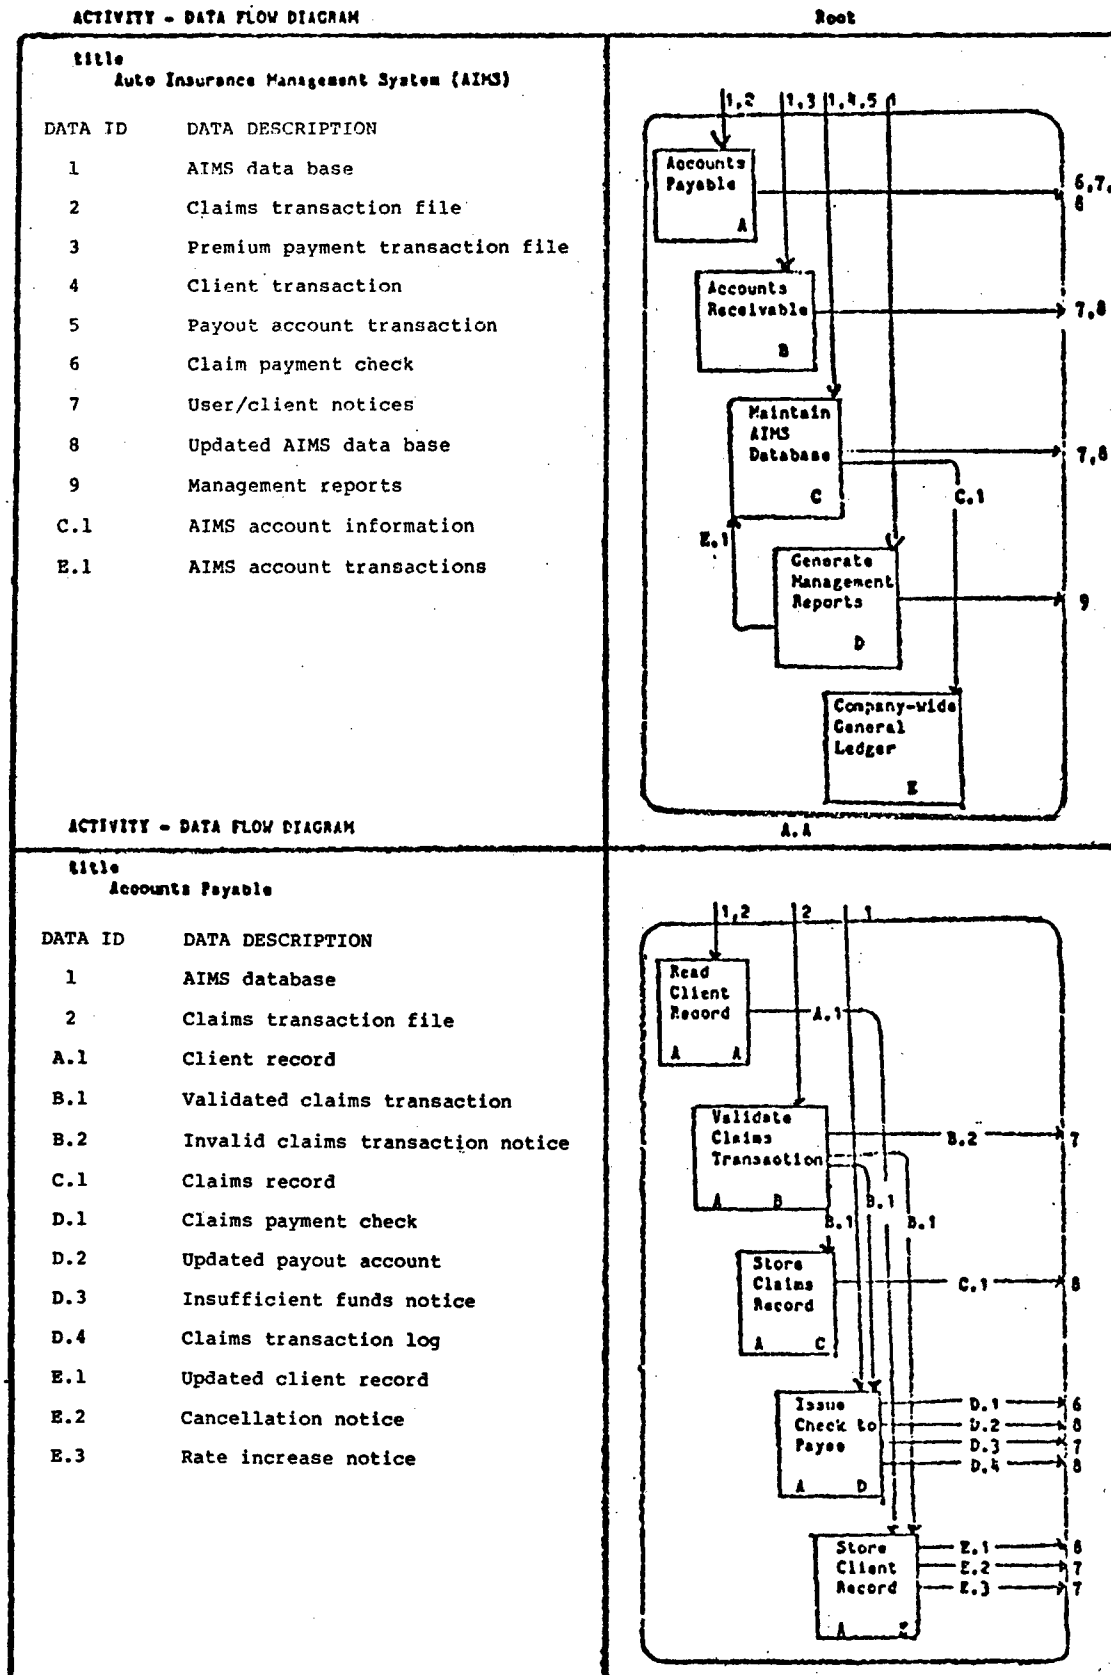 ACTIVITY - DATA FLOW DIAGRAM
Root
title
Auto Insurance Management System (AIMS)
DATA ID DATA DESCRIPTION
1 AIMS data base
2 Claims transaction file
3 Premium payment transaction file
4 Client transaction
5 Payout account transaction
6 Claim payment check
7 User/client notices
8 Updated AIMS data base
9 Management reports
C.1 AIMS account information
E.1 AIMS account transactions
1,2
1,3
1,4,5
1
Accounts
Payable
A
6,7,
8
Accounts
Receivable
B
7,8
Maintain
AIMS
Database
C
7,8
C.1
E.1
Generate
Management
Reports
D
9
Company-wide
General
Ledger
E
ACTIVITY - DATA FLOW DIAGRAM
A.A
title
Accounts Payable
DATA ID DATA DESCRIPTION
1 AIMS database
2 Claims transaction file
A.1 Client record
B.1 Validated claims transaction
B.2 Invalid claims transaction notice
C.1 Claims record
D.1 Claims payment check
D.2 Updated payout account
D.3 Insufficient funds notice
D.4 Claims transaction log
E.1 Updated client record
E.2 Cancellation notice
E.3 Rate increase notice
1,2
2
1
Read
Client
Record
A A
A.1
Validate
Claims
Transaction
A B
B.2
7
B.1
B.1
B.1
Store
Claims
Record
A C
C.1
8
Issue
Check to
Payee
A D
D.1 6
D.2 8
D.3 7
D.4 8
Store
Client
Record
A E
E.1 8
E.2 7
E.3 7